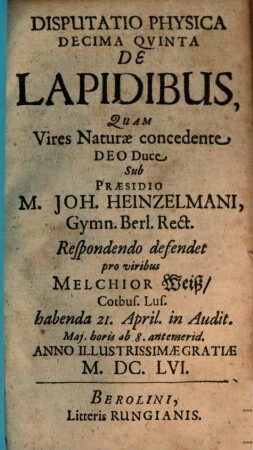 DISPUTATIO PHYSICA
DECIMA QVINTA
DE
LAPIDIBUS,
QUAM
Vires Naturæ concedente
DEO Duce
Sub
PRÆSIDIO
M. JOH. HEINZELMANI,
Gymn. Berl. Rect.
Respondendo defendet
pro viribus
MELCHIOR Weiß/
Cotbus. Lus.
habenda 21. April. in Audit.
Maj. horis ab 8. antemerid.
ANNO ILLUSTRISSIMÆ GRATIÆ
M. DC. LVI.
BEROLINI,
Litteris RUNGIANIS.